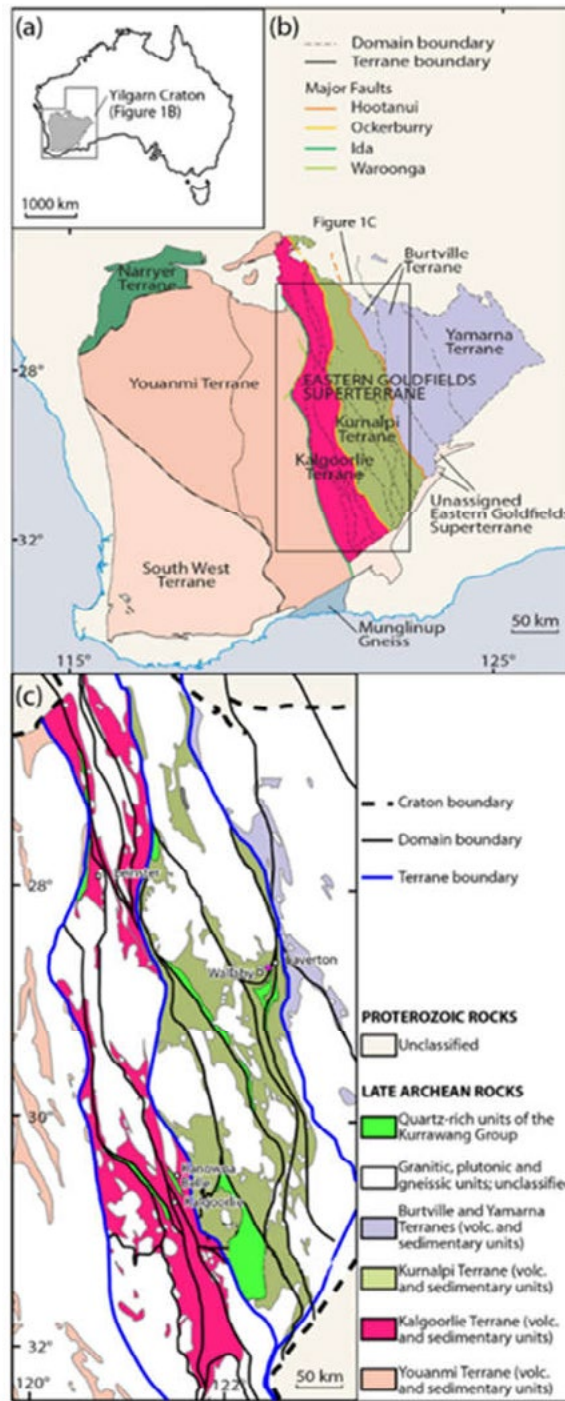 (a)
Yilgarn Craton
(Figure 1B)
1000 km
(b)
Domain boundary
Terrane boundary
Major Faults
Hootanui
Ockerburry
Ida
Waroonga
Figure 1C
Burtville
Terrane
Narryer
Terrane
Yamarna
Terrane
28°
Youanmi Terrane
EASTERN GOLDFIELDS
SUPERTERRANE
Kurnalpi
Terrane
Kalgoorlie
Terrane
Unassigned
Eastern Goldfields
Superterrane
32°
South West
Terrane
Munglinup
Gneiss
50 km
115°
125°
(c)
Craton boundary
Domain boundary
Terrane boundary
28°
Leinster
Laverton
Wallaby
PROTEROZOIC ROCKS
Unclassified
LATE ARCHEAN ROCKS
30°
Quartz-rich units of the
Kurrawang Group
Granitic, plutonic and
gneissic units; unclassified
Kanowna
Belle
Kalgoorlie
Burtville and Yamarna
Terranes (volc. and
sedimentary units)
Kurnalpi Terrane (volc.
and sedimentary units)
Kalgoorlie Terrane (volc.
and sedimentary units)
32°
Youanmi Terrane (volc.
and sedimentary units)
50 km
120°
122°